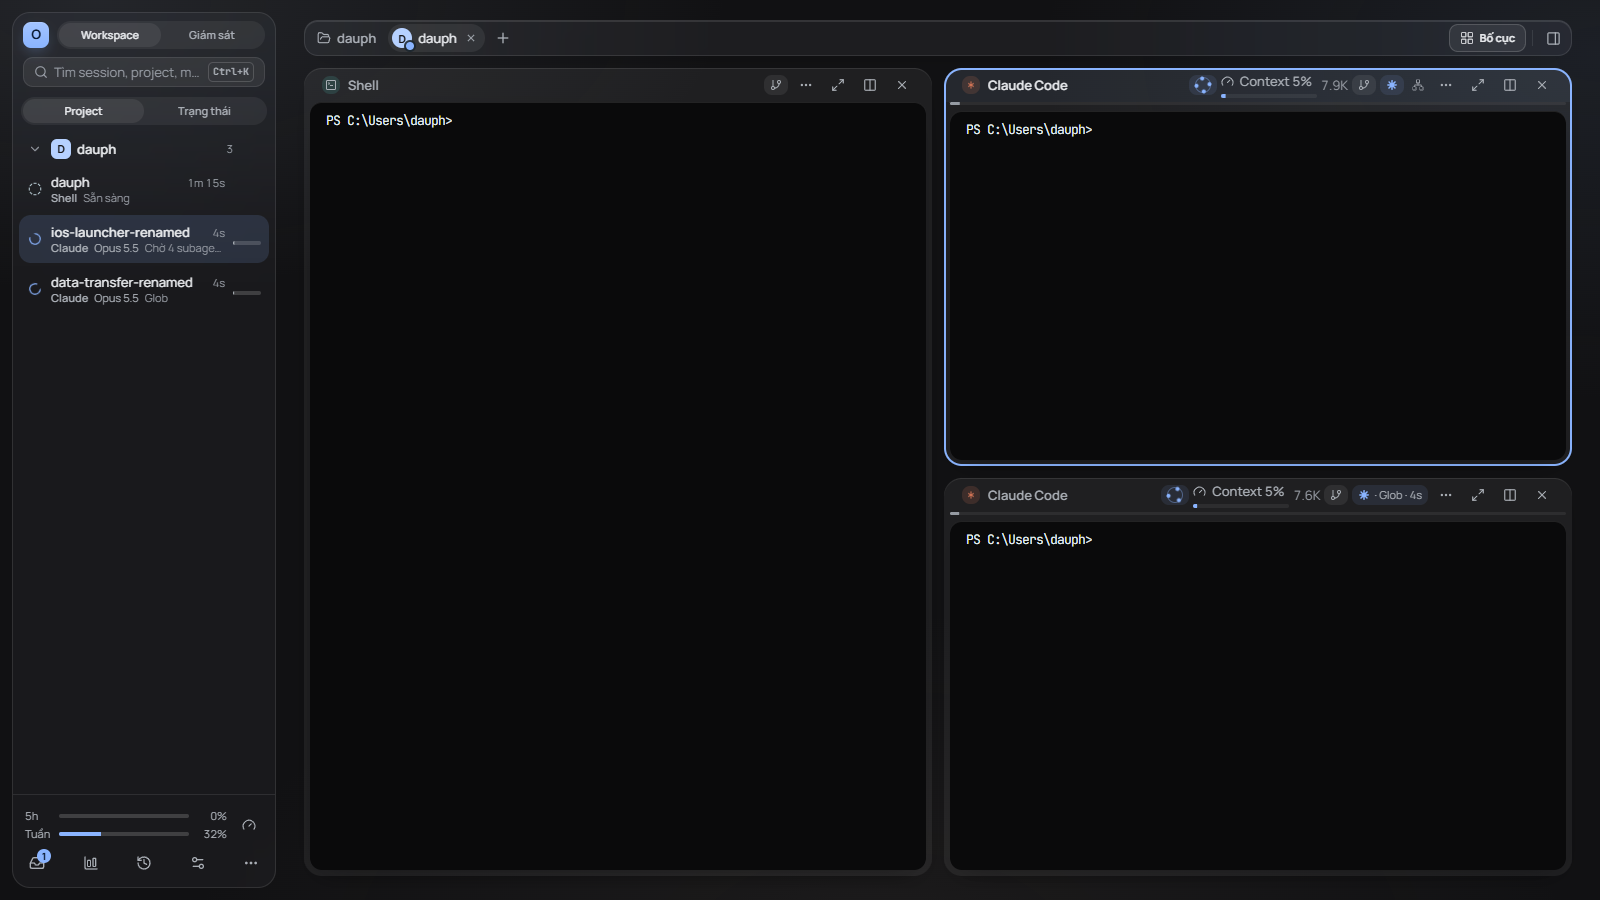 O
Workspace
Giám sát
Tìm session, project, m...
Ctrl+K
Project
Trạng thái
D
dauph
3
dauph
1m 15s
Shell Sẵn sàng
ios-launcher-renamed
4s
Claude Opus 5.5 Chờ 4 subage...
data-transfer-renamed
4s
Claude Opus 5.5 Glob
5h
0%
Tuần
32%
1
dauph
D
dauph
Bố cục
Shell
PS C:\Users\dauph>
Claude Code
Context 5%
7.9K
PS C:\Users\dauph>
Claude Code
Context 5%
7.6K
· Glob · 4s
PS C:\Users\dauph>